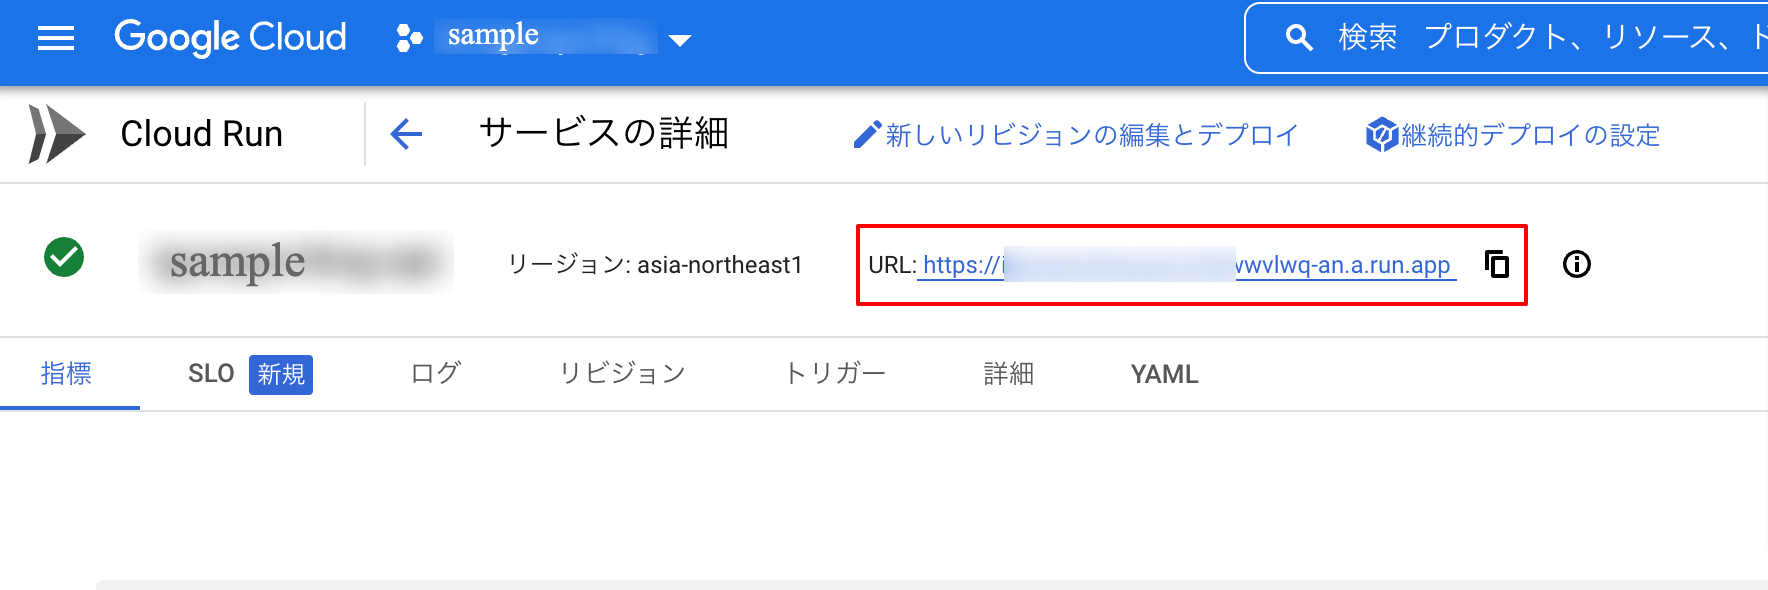 Google Cloud sample 検索 プロダクト、リソース、ド
Cloud Run サービスの詳細 新しいリビジョンの編集とデプロイ 継続的デプロイの設定
sample リージョン: asia-northeast1 URL: https:// wvlwq-an.a.run.app
指標 SLO 新規 ログ リビジョン トリガー 詳細 YAML